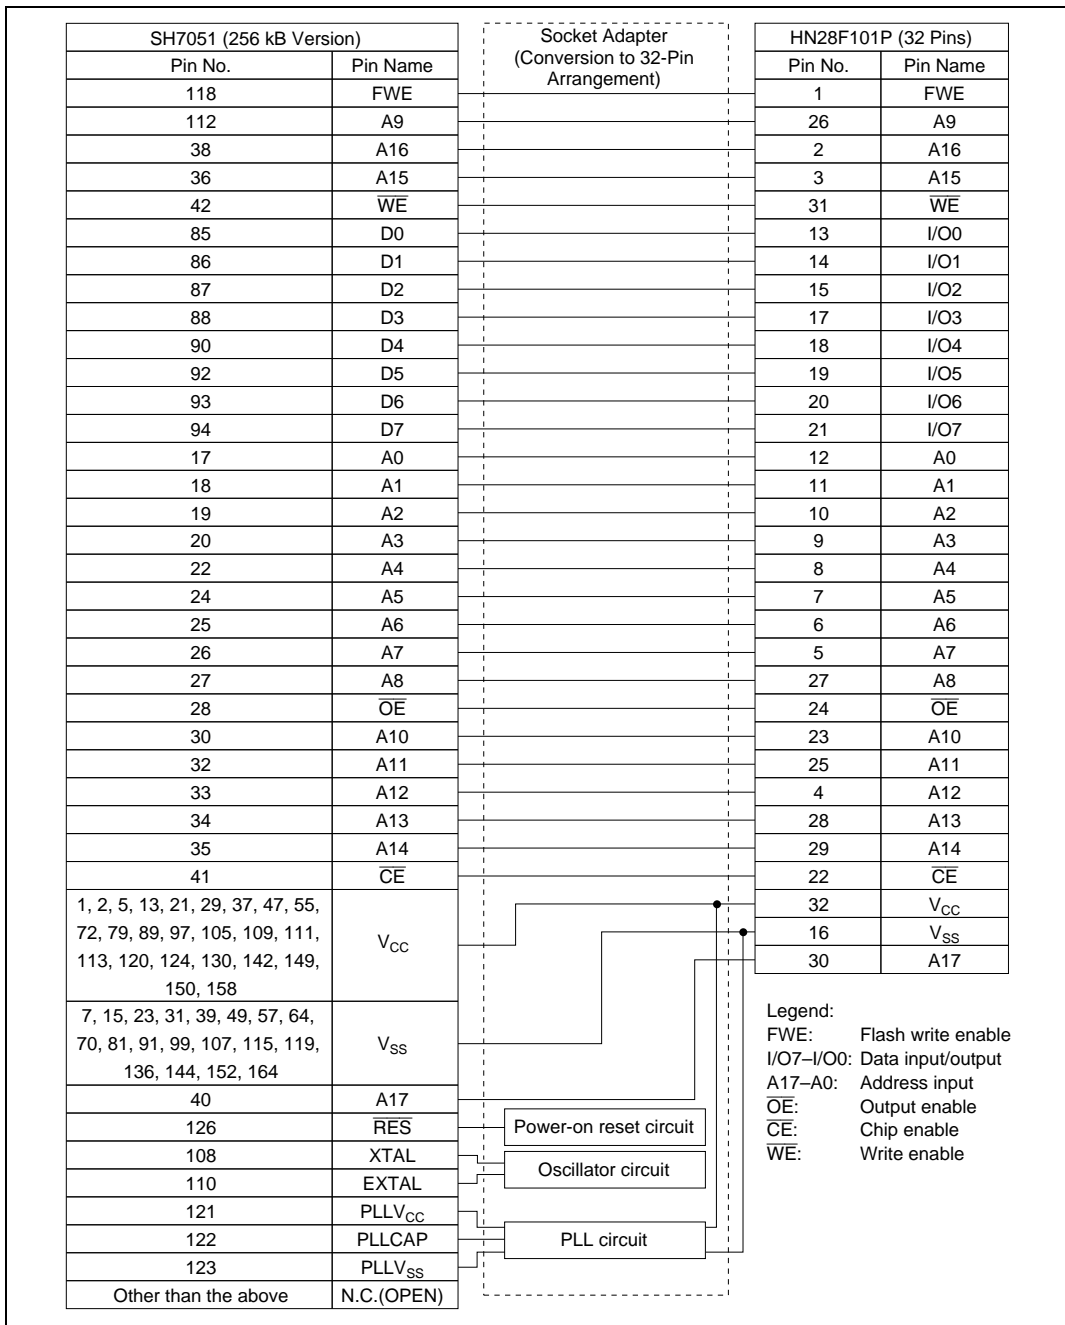 SH7051 (256 kB Version)
Socket Adapter
(Conversion to 32-Pin
Arrangement)
HN28F101P (32 Pins)
Pin No. Pin Name Pin No. Pin Name
118 FWE 1 FWE
112 A9 26 A9
38 A16 2 A16
36 A15 3 A15
42 W̅E̅ 31 W̅E̅
85 D0 13 I/O0
86 D1 14 I/O1
87 D2 15 I/O2
88 D3 17 I/O3
90 D4 18 I/O4
92 D5 19 I/O5
93 D6 20 I/O6
94 D7 21 I/O7
17 A0 12 A0
18 A1 11 A1
19 A2 10 A2
20 A3 9 A3
22 A4 8 A4
24 A5 7 A5
25 A6 6 A6
26 A7 5 A7
27 A8 27 A8
28 O̅E̅ 24 O̅E̅
30 A10 23 A10
32 A11 25 A11
33 A12 4 A12
34 A13 28 A13
35 A14 29 A14
41 C̅E̅ 22 C̅E̅
1, 2, 5, 13, 21, 29, 37, 47, 55,
72, 79, 89, 97, 105, 109, 111,
113, 120, 124, 130, 142, 149,
150, 158
VCC
32 VCC
16 VSS
30 A17
7, 15, 23, 31, 39, 49, 57, 64,
70, 81, 91, 99, 107, 115, 119,
136, 144, 152, 164
VSS
40 A17
126 R̅E̅S̅ Power-on reset circuit
108 XTAL
Oscillator circuit
110 EXTAL
121 PLLVCC
122 PLLCAP PLL circuit
123 PLLVSS
Other than the above N.C.(OPEN)
Legend:
FWE: Flash write enable
I/O7–I/O0: Data input/output
A17–A0: Address input
O̅E̅: Output enable
C̅E̅: Chip enable
W̅E̅: Write enable